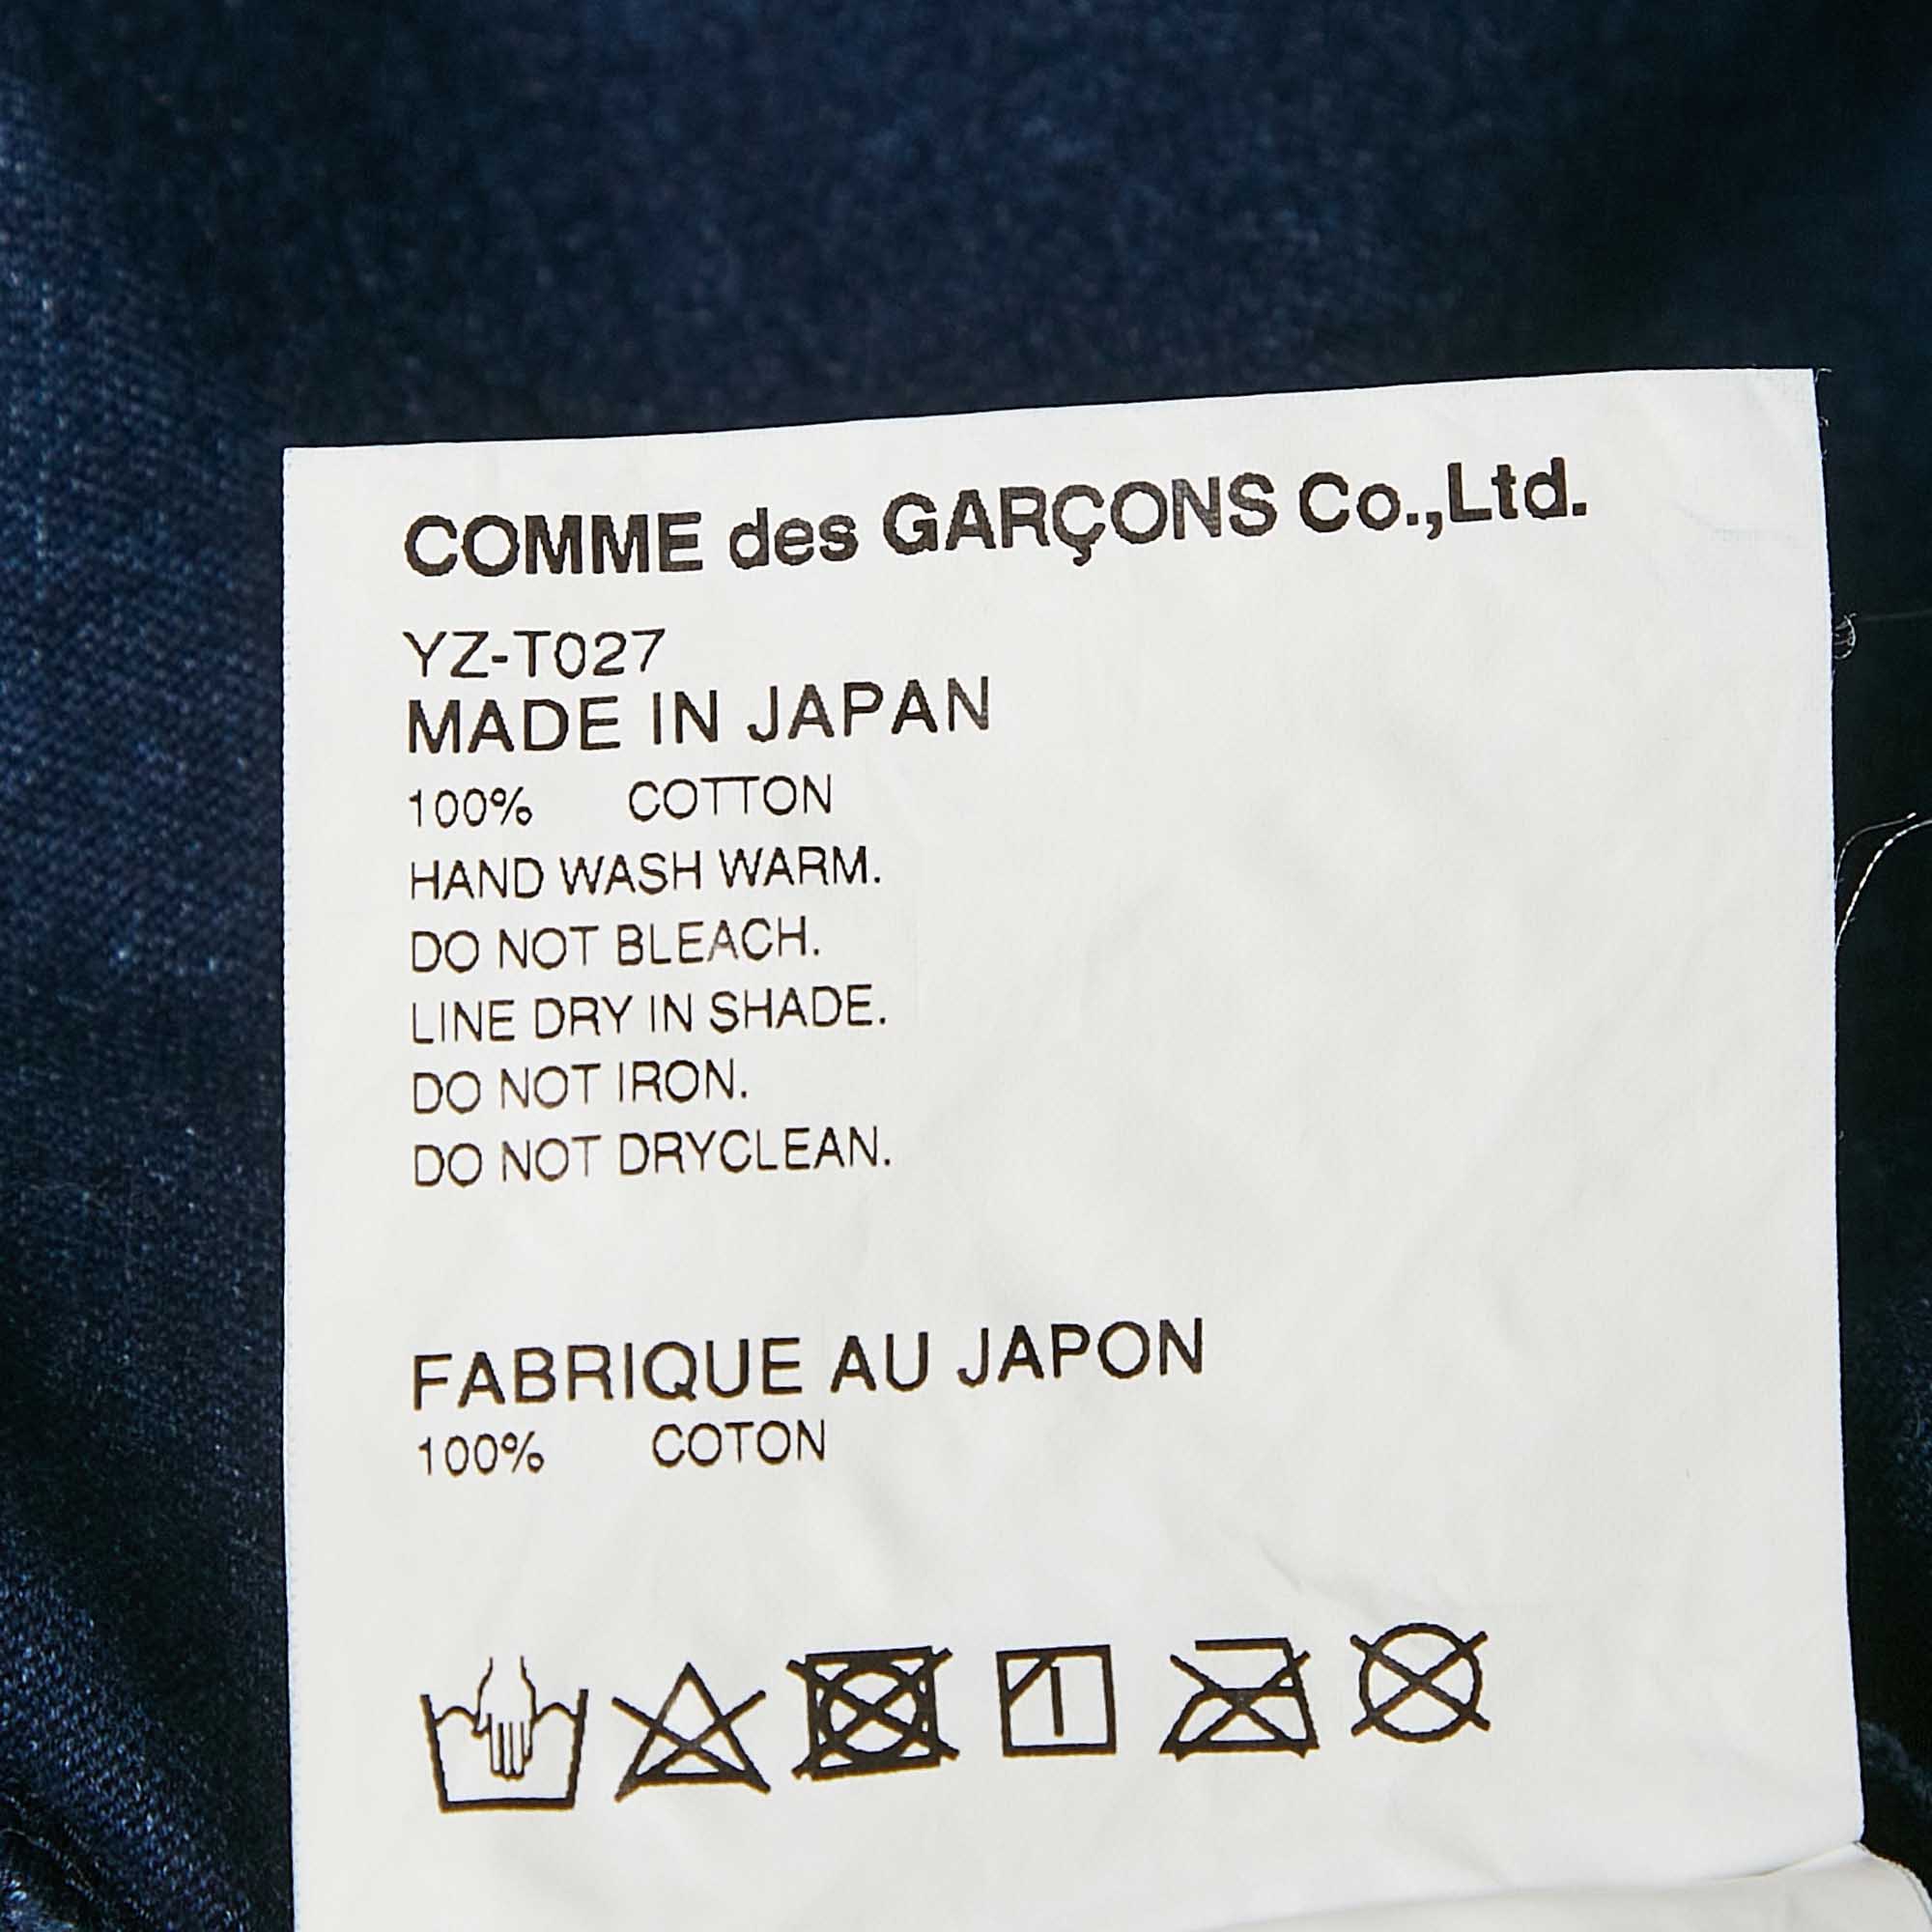 COMME des GARÇONS Co.,Ltd.
YZ-T027
MADE IN JAPAN
100% COTTON
HAND WASH WARM.
DO NOT BLEACH.
LINE DRY IN SHADE.
DO NOT IRON.
DO NOT DRYCLEAN.
FABRIQUE AU JAPON
100% COTON